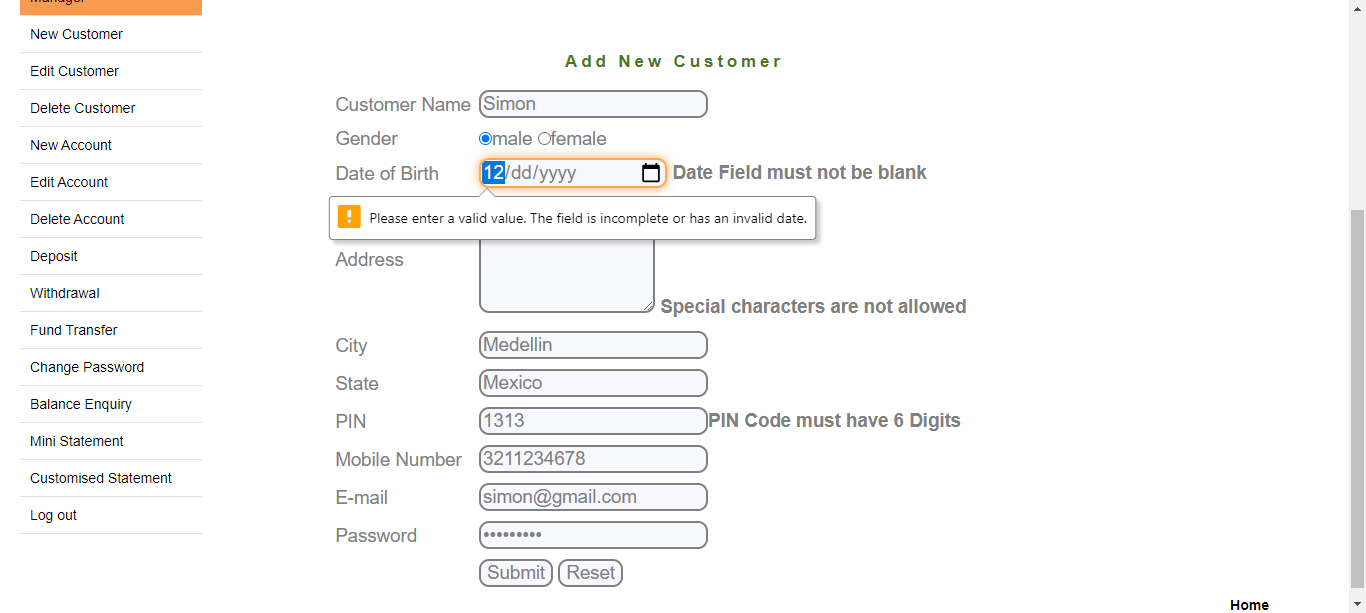 Manager
New Customer
Edit Customer
Delete Customer
New Account
Edit Account
Delete Account
Deposit
Withdrawal
Fund Transfer
Change Password
Balance Enquiry
Mini Statement
Customised Statement
Log out
Add New Customer
Customer Name Simon
Gender male female
Date of Birth 12/dd/yyyy Date Field must not be blank
! Please enter a valid value. The field is incomplete or has an invalid date.
Address
Special characters are not allowed
City Medellin
State Mexico
PIN 1313 PIN Code must have 6 Digits
Mobile Number 3211234678
E-mail simon@gmail.com
Password •••••••••
Submit Reset
Home